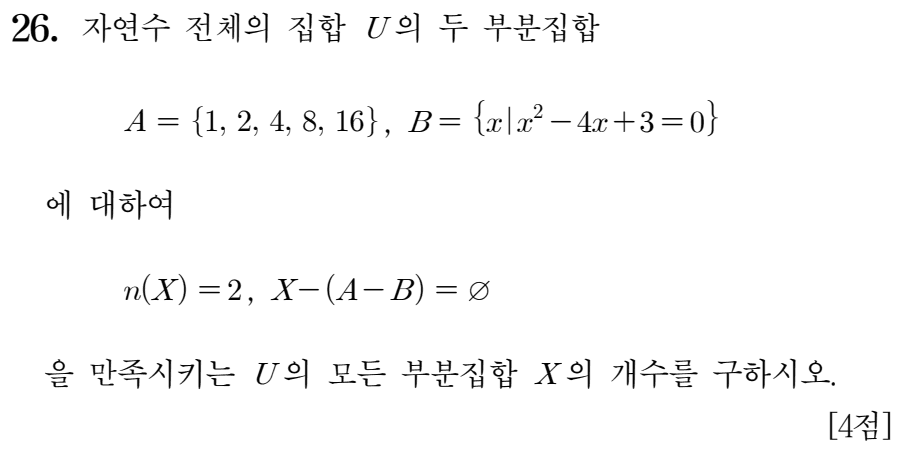 26. 자연수 전체의 집합 U의 두 부분집합
A = {1, 2, 4, 8, 16}, B = {x|x² − 4x + 3 = 0}
에 대하여
n(X) = 2, X − (A − B) = ∅
을 만족시키는 U의 모든 부분집합 X의 개수를 구하시오.
[4점]